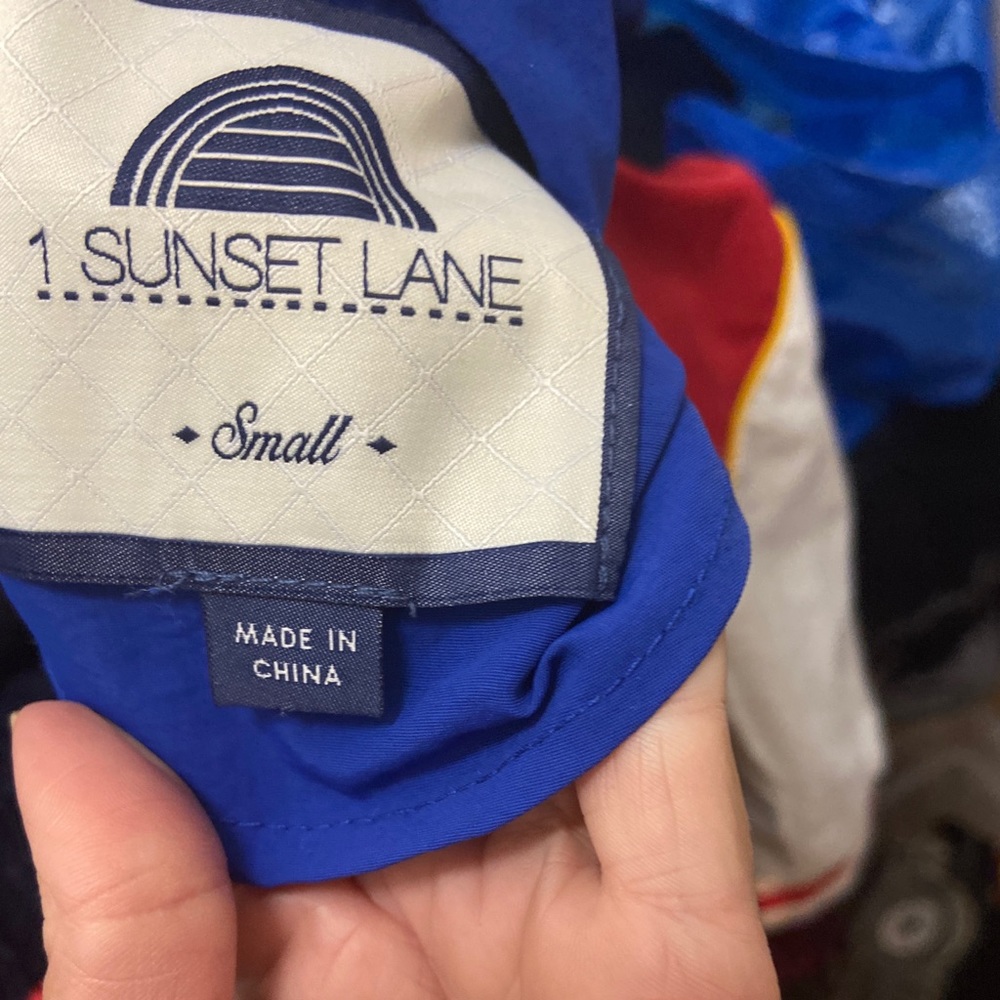 1 SUNSET LANE
Small
MADE IN
CHINA